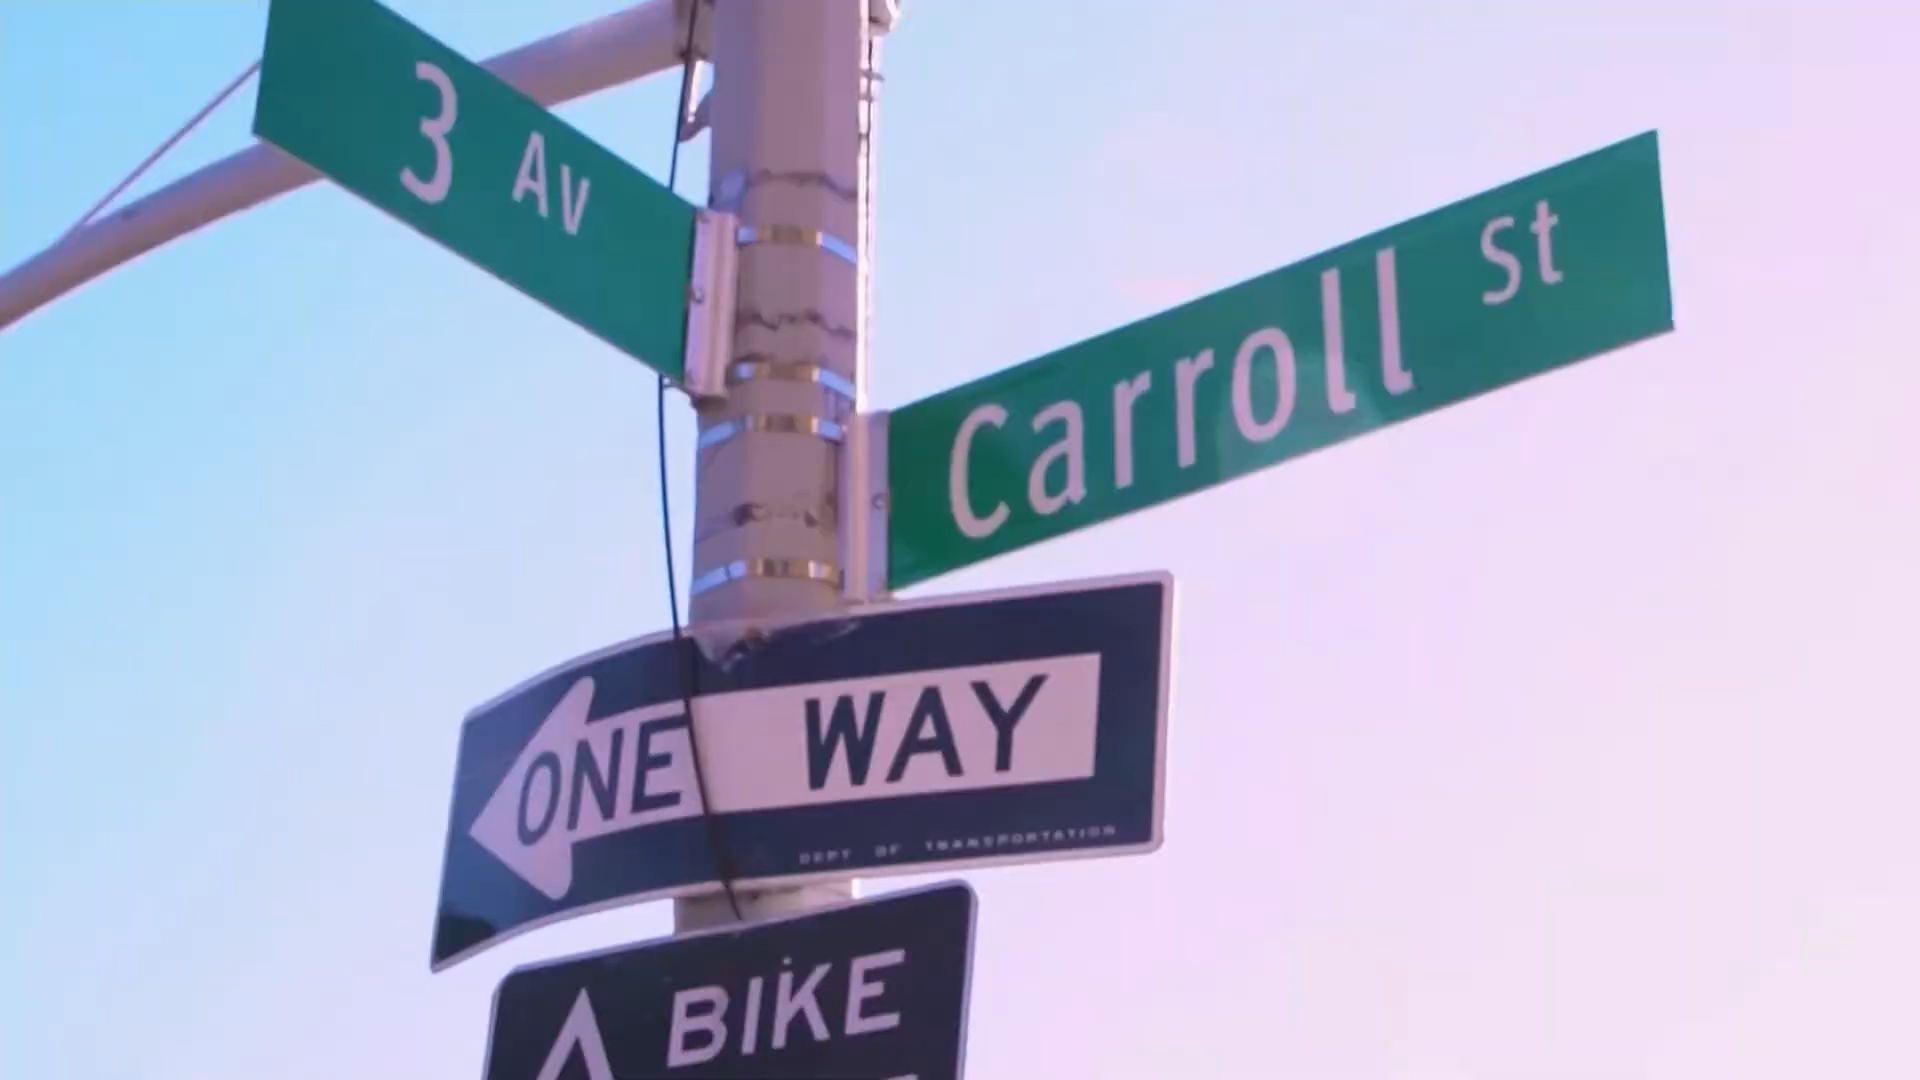 3 Av
Carroll St
ONE WAY
DEPT OF TRANSPORTATION
BIKE